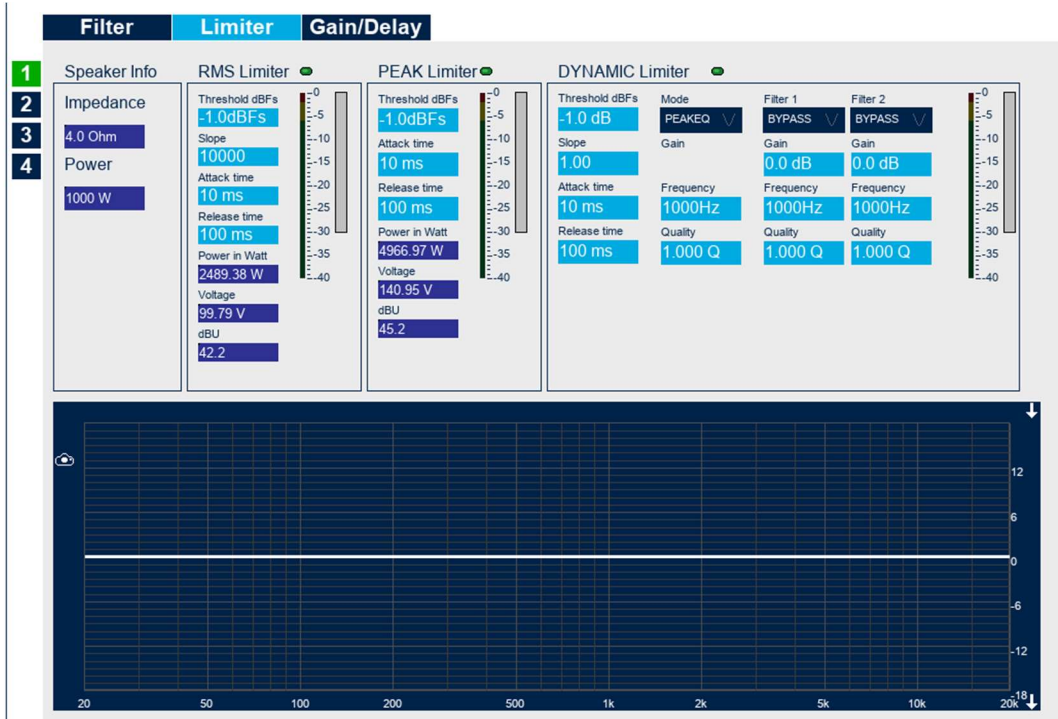 Filter
Limiter
Gain/Delay
1
2
3
4
Speaker Info
Impedance
4.0 Ohm
Power
1000 W
RMS Limiter
Threshold dBFs
-1.0dBFs
Slope
10000
Attack time
10 ms
Release time
100 ms
Power in Watt
2489.38 W
Voltage
99.79 V
dBU
42.2
-0
-5
-10
-15
-20
-25
-30
-35
-40
PEAK Limiter
Threshold dBFs
-1.0dBFs
Attack time
10 ms
Release time
100 ms
Power in Watt
4966.97 W
Voltage
140.95 V
dBU
45.2
-0
-5
-10
-15
-20
-25
-30
-35
-40
DYNAMIC Limiter
Threshold dBFs
-1.0 dB
Slope
1.00
Attack time
10 ms
Release time
100 ms
Mode
PEAKEQ
Gain
Frequency
1000Hz
Quality
1.000 Q
Filter 1
BYPASS
Gain
0.0 dB
Frequency
1000Hz
Quality
1.000 Q
Filter 2
BYPASS
Gain
0.0 dB
Frequency
1000Hz
Quality
1.000 Q
-0
-5
-10
-15
-20
-25
-30
-35
-40
12
6
0
-6
-12
-18
20
50
100
200
500
1k
2k
5k
10k
20k